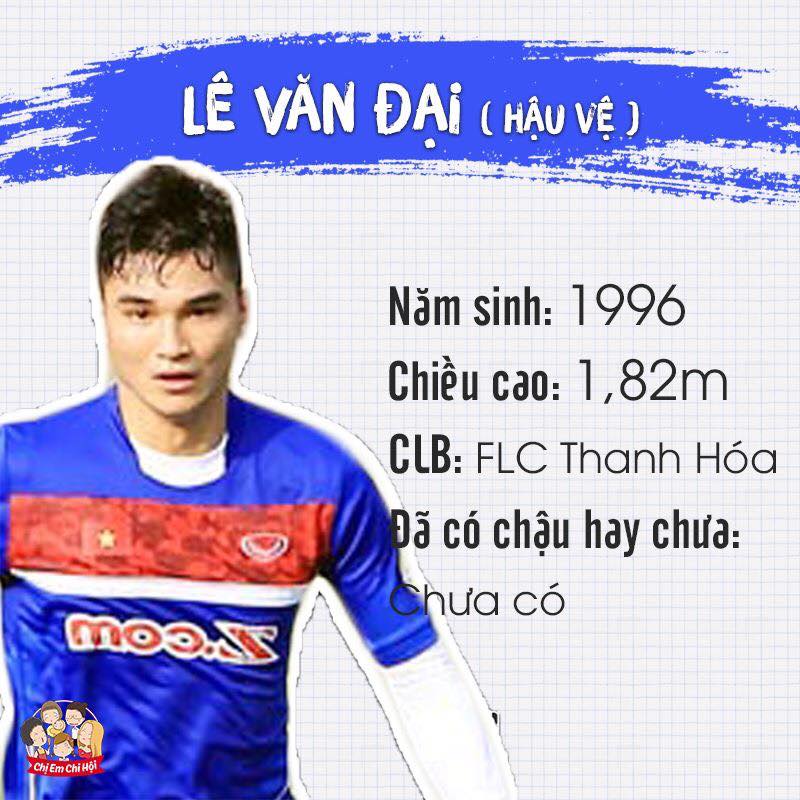 LÊ VĂN ĐẠI ( HẬU VỆ )
Năm sinh: 1996
Chiều cao: 1,82m
CLB: FLC Thanh Hóa
Đã có chậu hay chưa:
Chưa có
Z.com
Chị Em Chi Hội